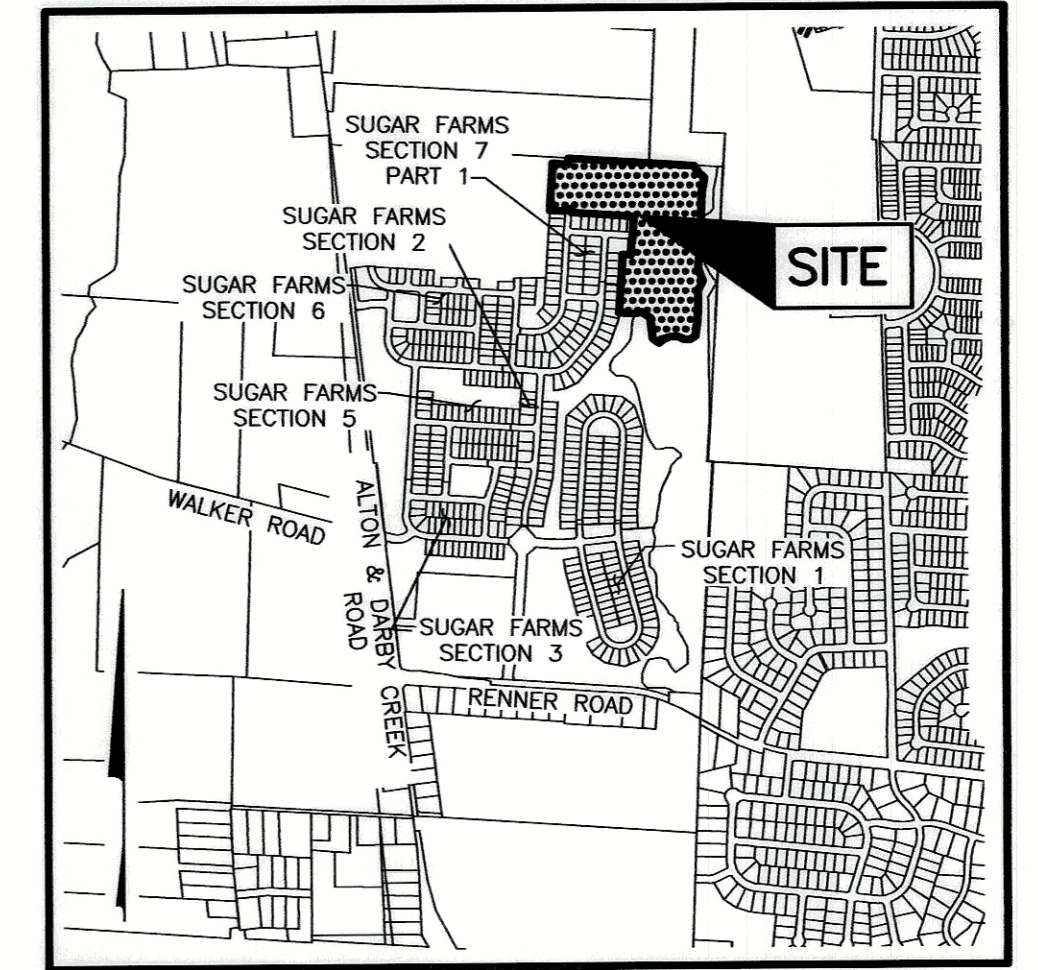 SUGAR FARMS
SECTION 7
PART 1
SUGAR FARMS
SECTION 2
SITE
SUGAR FARMS
SECTION 6
SUGAR FARMS
SECTION 5
WALKER ROAD
ALTON & DARBY CREEK
ROAD
SUGAR FARMS
SECTION 1
SUGAR FARMS
SECTION 3
RENNER ROAD